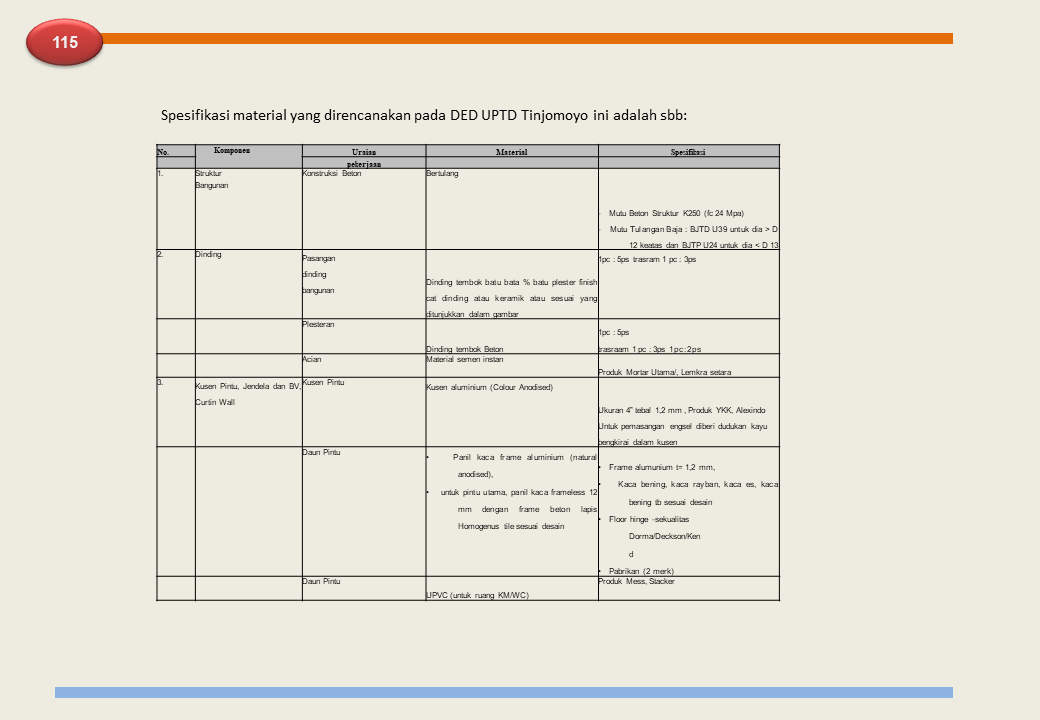 115
Spesifikasi material yang direncanakan pada DED UPTD Tinjomoyo ini adalah sbb:
No. Komponen Uraian Material Spesifikasi
pekerjaan
1. Struktur Konstruksi Beton Bertulang
Bangunan
- Mutu Beton Struktur K250 (fc 24 Mpa)
- Mutu Tulangan Baja : BJTD U39 untuk dia > D
12 keatas dan BJTP U24 untuk dia < D 13
2. Dinding Pasangan 1pc : 5ps trasram 1 pc : 3ps
dinding
bangunan
Dinding tembok batu bata % batu plester finish
cat dinding atau keramik atau sesuai yang
ditunjukkan dalam gambar
Plesteran
1pc : 5ps
Dinding tembok Beton trasraam 1 pc : 3ps 1pc:2ps
Acian Material semen instan
Produk Mortar Utama/, Lemkra setara
3. Kusen Pintu, Jendela dan BV, Kusen Pintu Kusen aluminium (Colour Anodised)
Curtin Wall
Ukuran 4" tebal 1,2 mm , Produk YKK, Alexindo
Untuk pemasangan engsel diberi dudukan kayu
bengkirai dalam kusen
Daun Pintu
• Panil kaca frame aluminium (natural
anodised),
• untuk pintu utama, panil kaca frameless 12
mm dengan frame beton lapis
Homogenus tile sesuai desain
• Frame alumunium t= 1,2 mm,
• Kaca bening, kaca rayban, kaca es, kaca
bening tb sesuai desain
• Floor hinge -sekualitas
Dorma/Deckson/Ken
d
• Pabrikan (2 merk)
Daun Pintu Produk Mess, Stacker
UPVC (untuk ruang KM/WC)